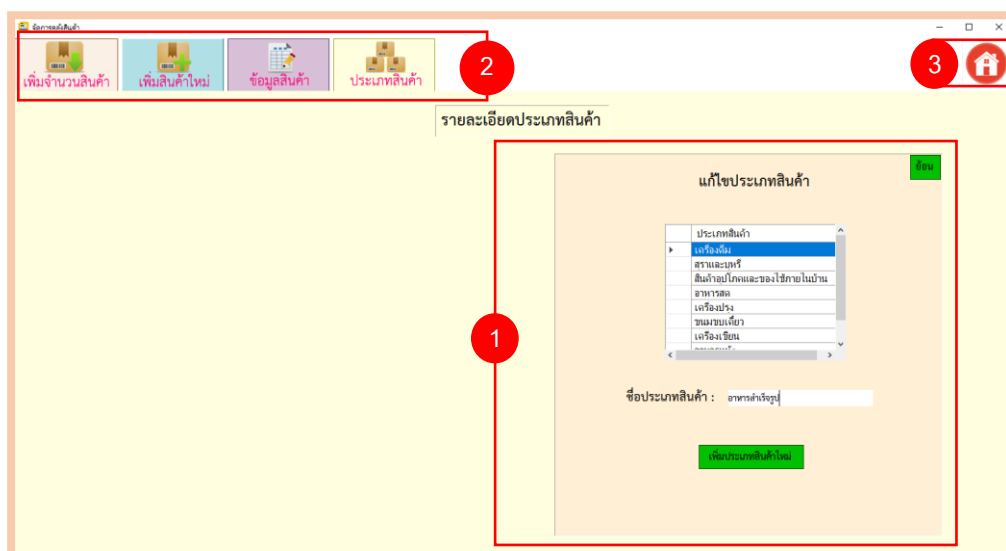 จัดการคลังสินค้า
เพิ่มจำนวนสินค้า เพิ่มสินค้าใหม่ ข้อมูลสินค้า ประเภทสินค้า
2
3
รายละเอียดประเภทสินค้า
ย้อน
แก้ไขประเภทสินค้า
ประเภทสินค้า
เครื่องดื่ม
สุราและบุหรี่
สินค้าอุปโภคและของใช้ภายในบ้าน
อาหารสด
เครื่องปรุง
ขนมขบเคี้ยว
เครื่องเขียน
1
ชื่อประเภทสินค้า : อาหารสำเร็จรูป
เพิ่มประเภทสินค้าใหม่